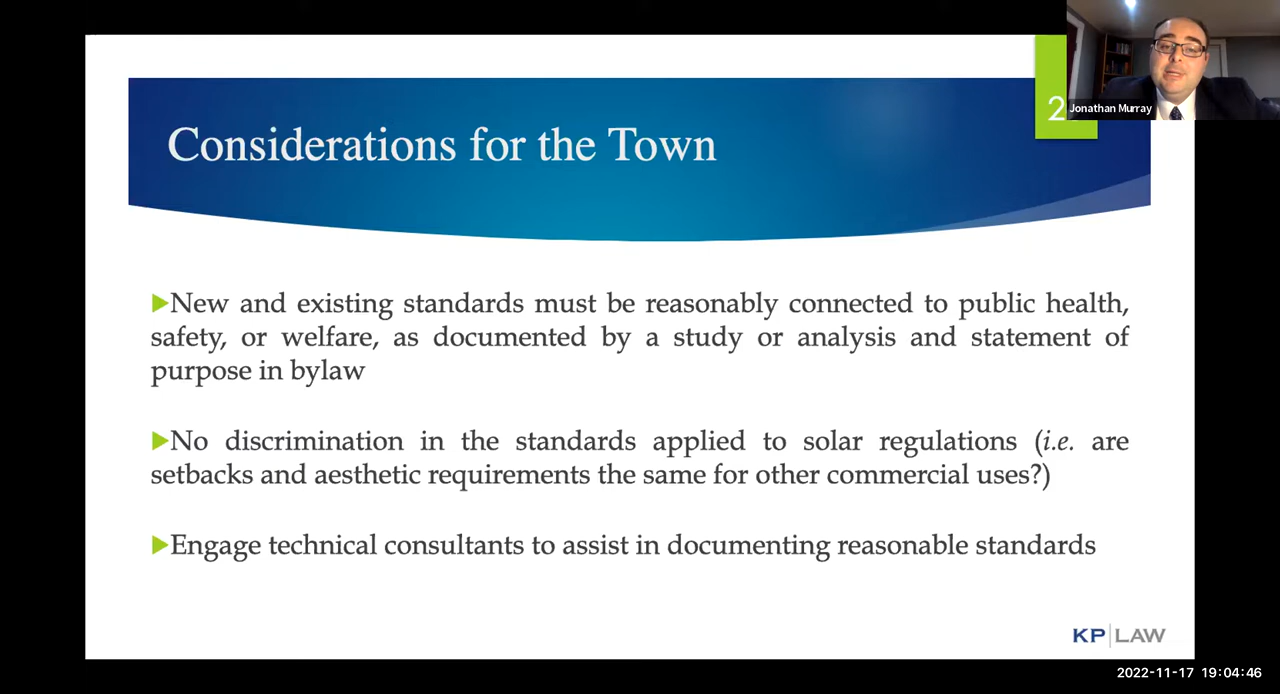 2
Jonathan Murray
Considerations for the Town
▶New and existing standards must be reasonably connected to public health,
safety, or welfare, as documented by a study or analysis and statement of
purpose in bylaw
▶No discrimination in the standards applied to solar regulations (i.e. are
setbacks and aesthetic requirements the same for other commercial uses?)
▶Engage technical consultants to assist in documenting reasonable standards
KP|LAW
2022-11-17 19:04:46